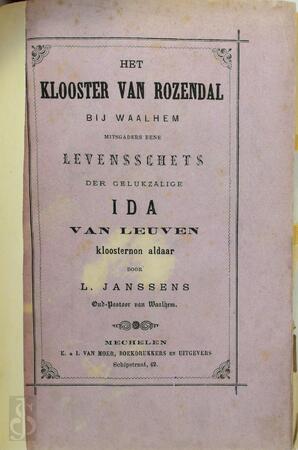 HET
KLOOSTER VAN ROZENDAL
BIJ WAALHEM
MITSGADERS EENE
LEVENSSCHETS
DER GELUKZALIGE
IDA
VAN LEUVEN
kloosternon aldaar
DOOR
L. JANSSENS
Oud-Pastoor van Waalhem.
MECHELEN
E. & I. VAN MOER, BOEKDRUKKERS EN UITGEVERS
Schipstraat, 42.